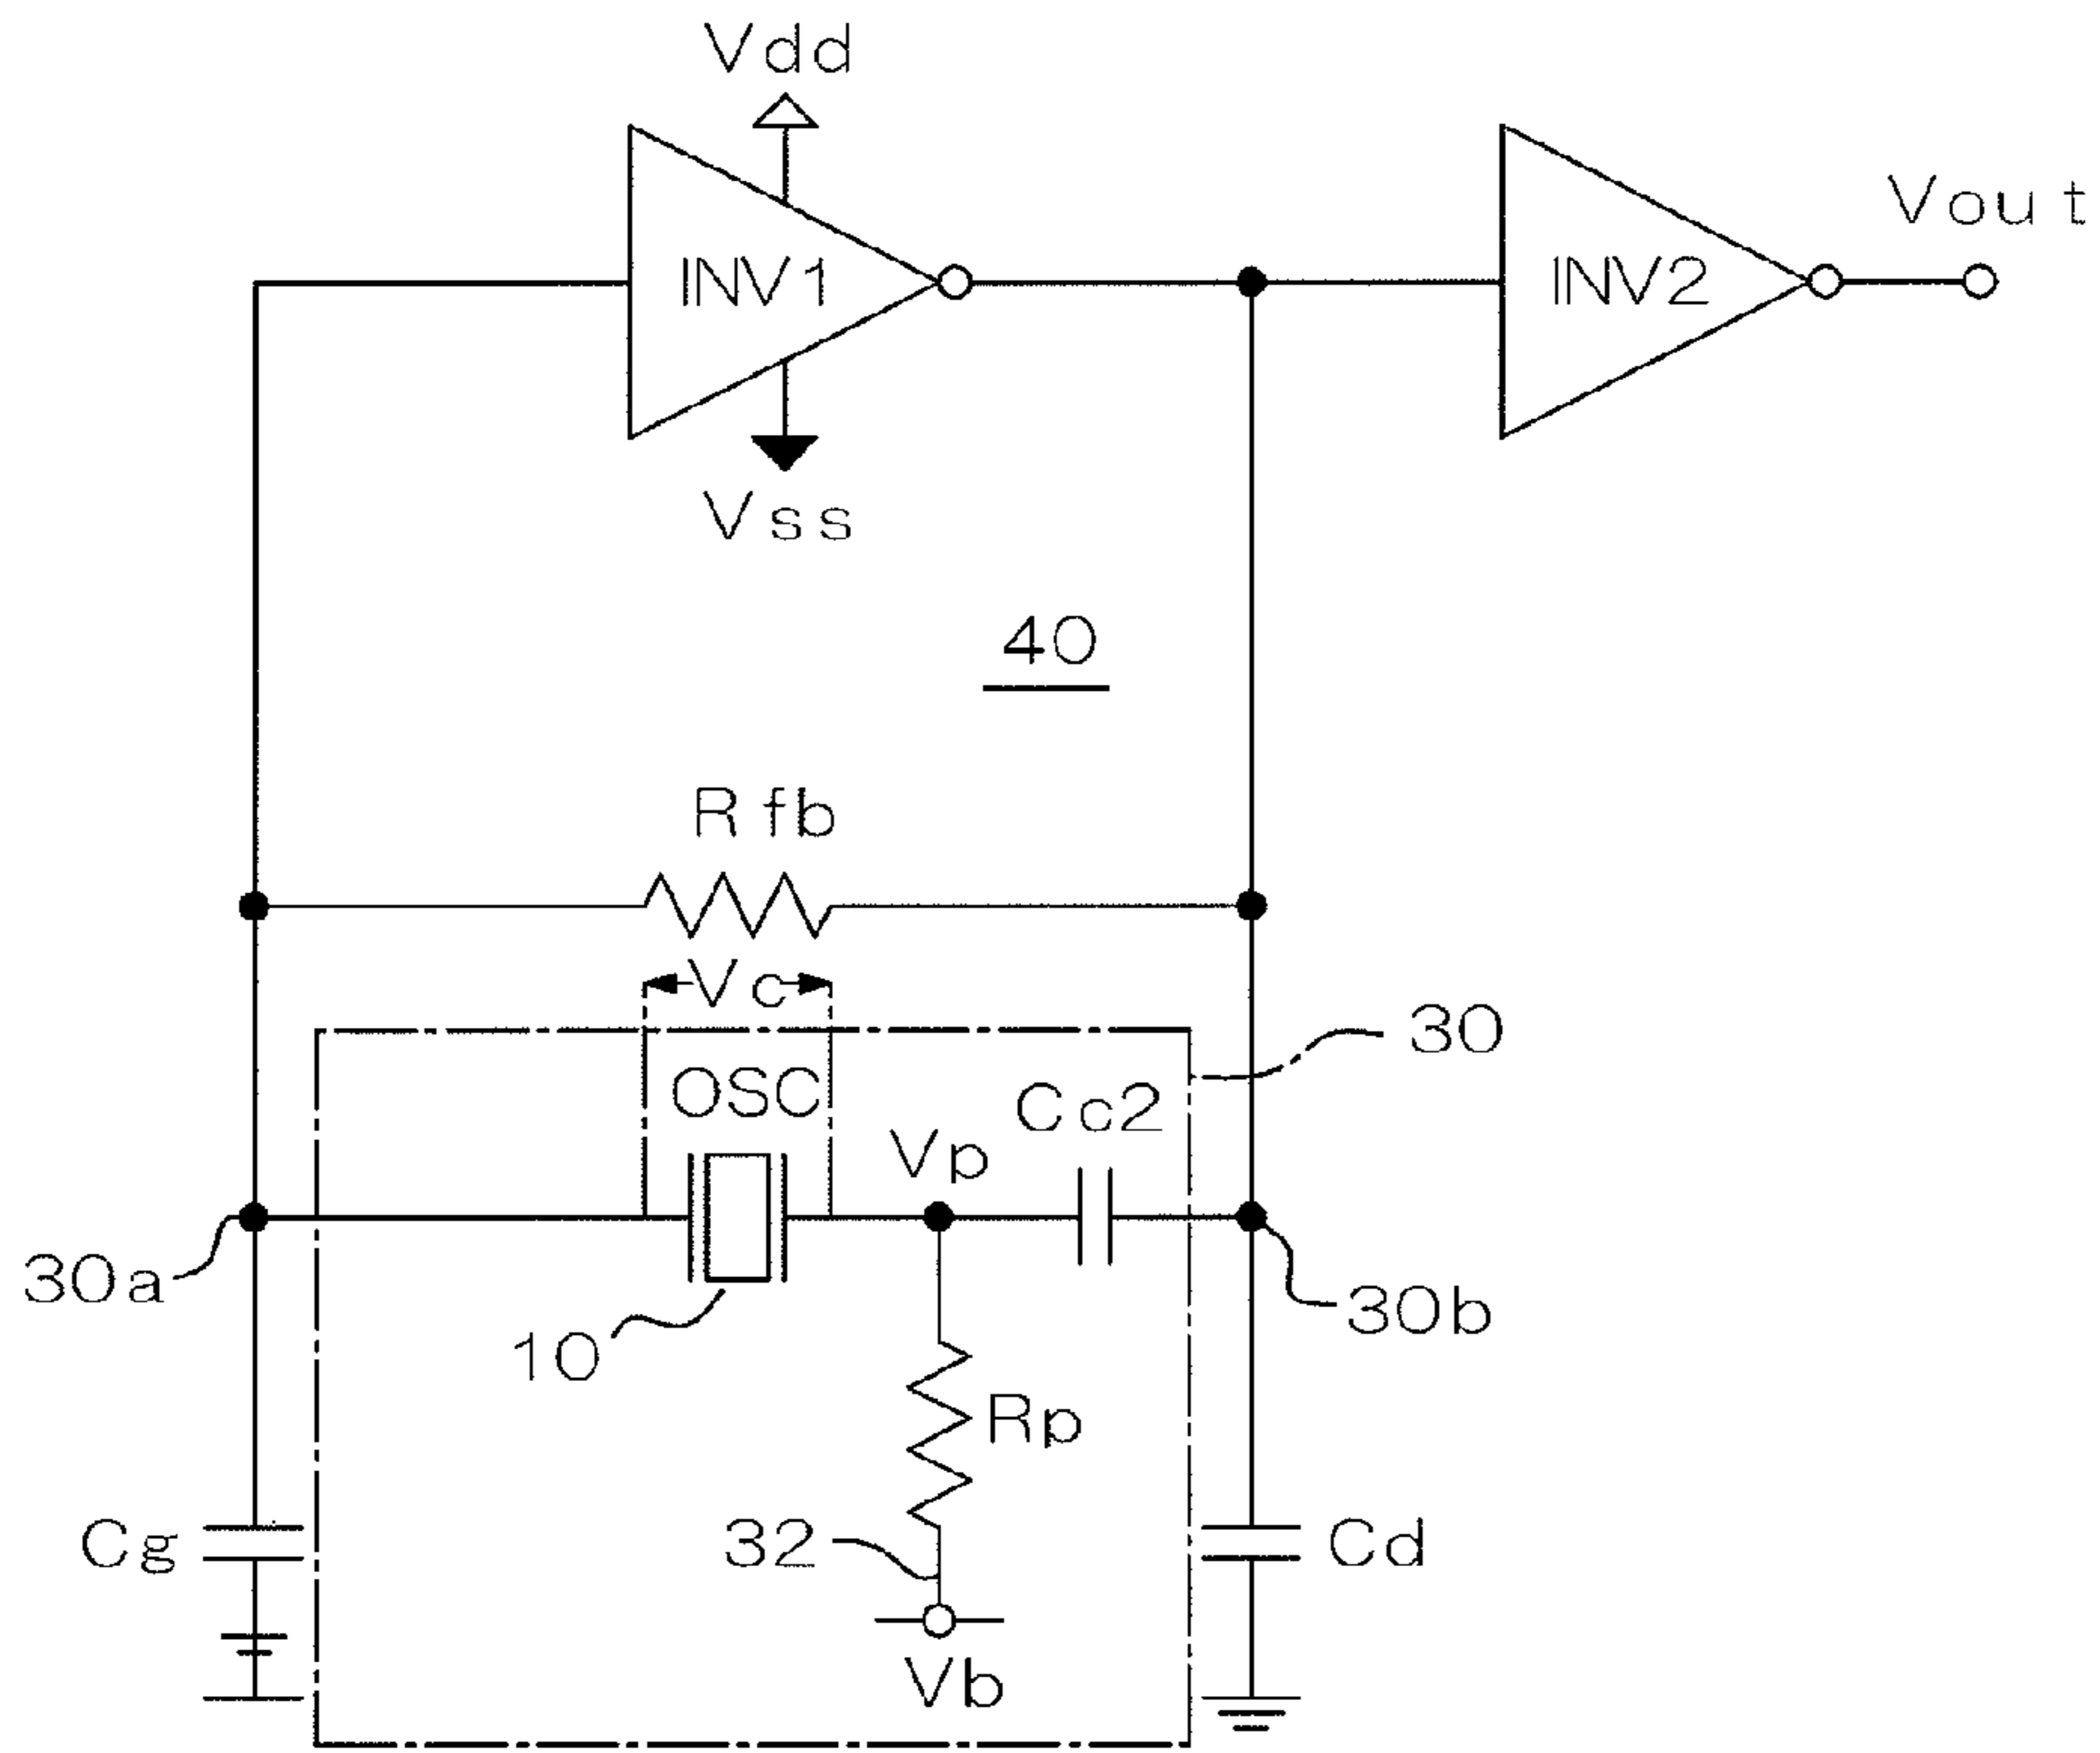 Vdd
Vout
INV1
INV2
Vss
40
Rfb
Vc
30
OSC
Cc2
Vp
30a
30b
10
Rp
Cg
32
Cd
Vb